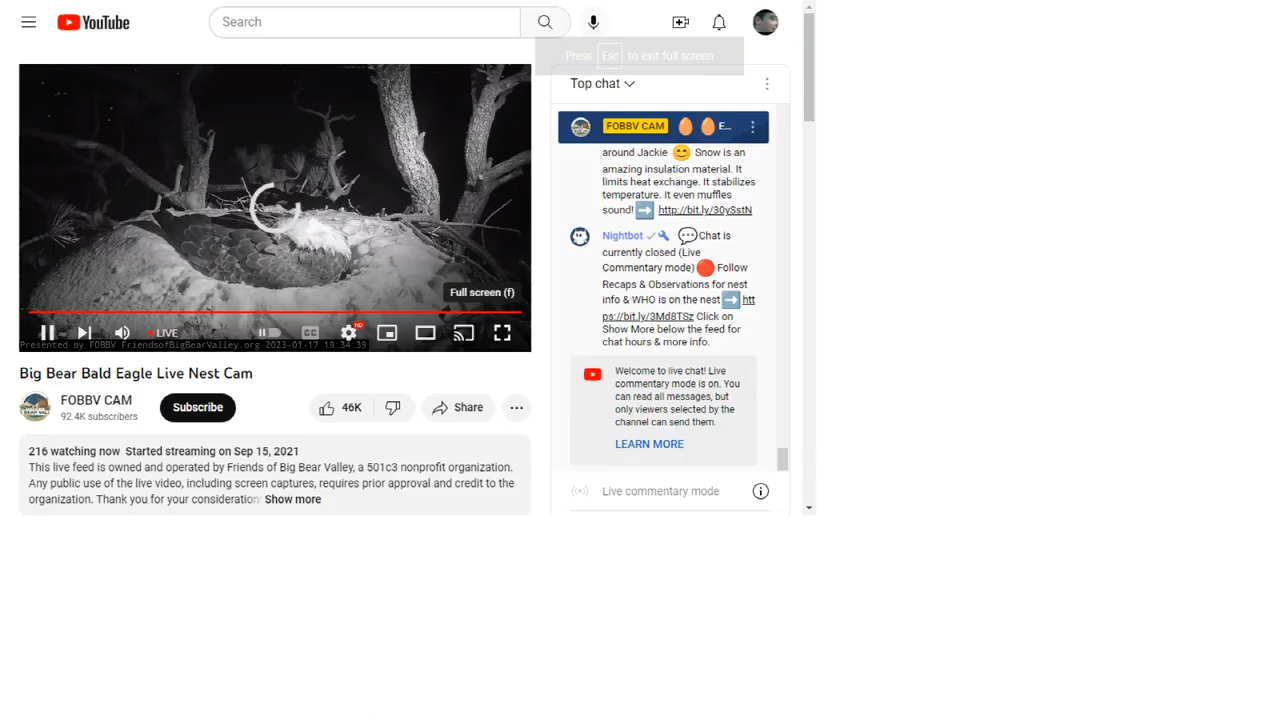 YouTube
Search
Press Esc to exit full screen
Top chat
FOBBV CAM E...
around Jackie 😊 Snow is an
amazing insulation material. It
limits heat exchange. It stabilizes
temperature. It even muffles
sound!➡️ http://bit.ly/30ySstN
Nightbot 💬Chat is
currently closed (Live
Commentary mode)🔴 Follow
Recaps & Observations for nest
info & WHO is on the nest➡️ htt
ps://bit.ly/3Md8TSz Click on
Show More below the feed for
chat hours & more info.
Welcome to live chat! Live
commentary mode is on. You
can read all messages, but
only viewers selected by the
channel can send them.
LEARN MORE
Live commentary mode
Full screen (f)
LIVE
CC
HD
Presented by FOBBV FriendsofBigBearValley.org 2023-01-17 19:34:39
Big Bear Bald Eagle Live Nest Cam
FOBBV CAM
92.4K subscribers
Subscribe
46K
Share
216 watching now Started streaming on Sep 15, 2021
This live feed is owned and operated by Friends of Big Bear Valley, a 501c3 nonprofit organization.
Any public use of the live video, including screen captures, requires prior approval and credit to the
organization. Thank you for your consideration Show more